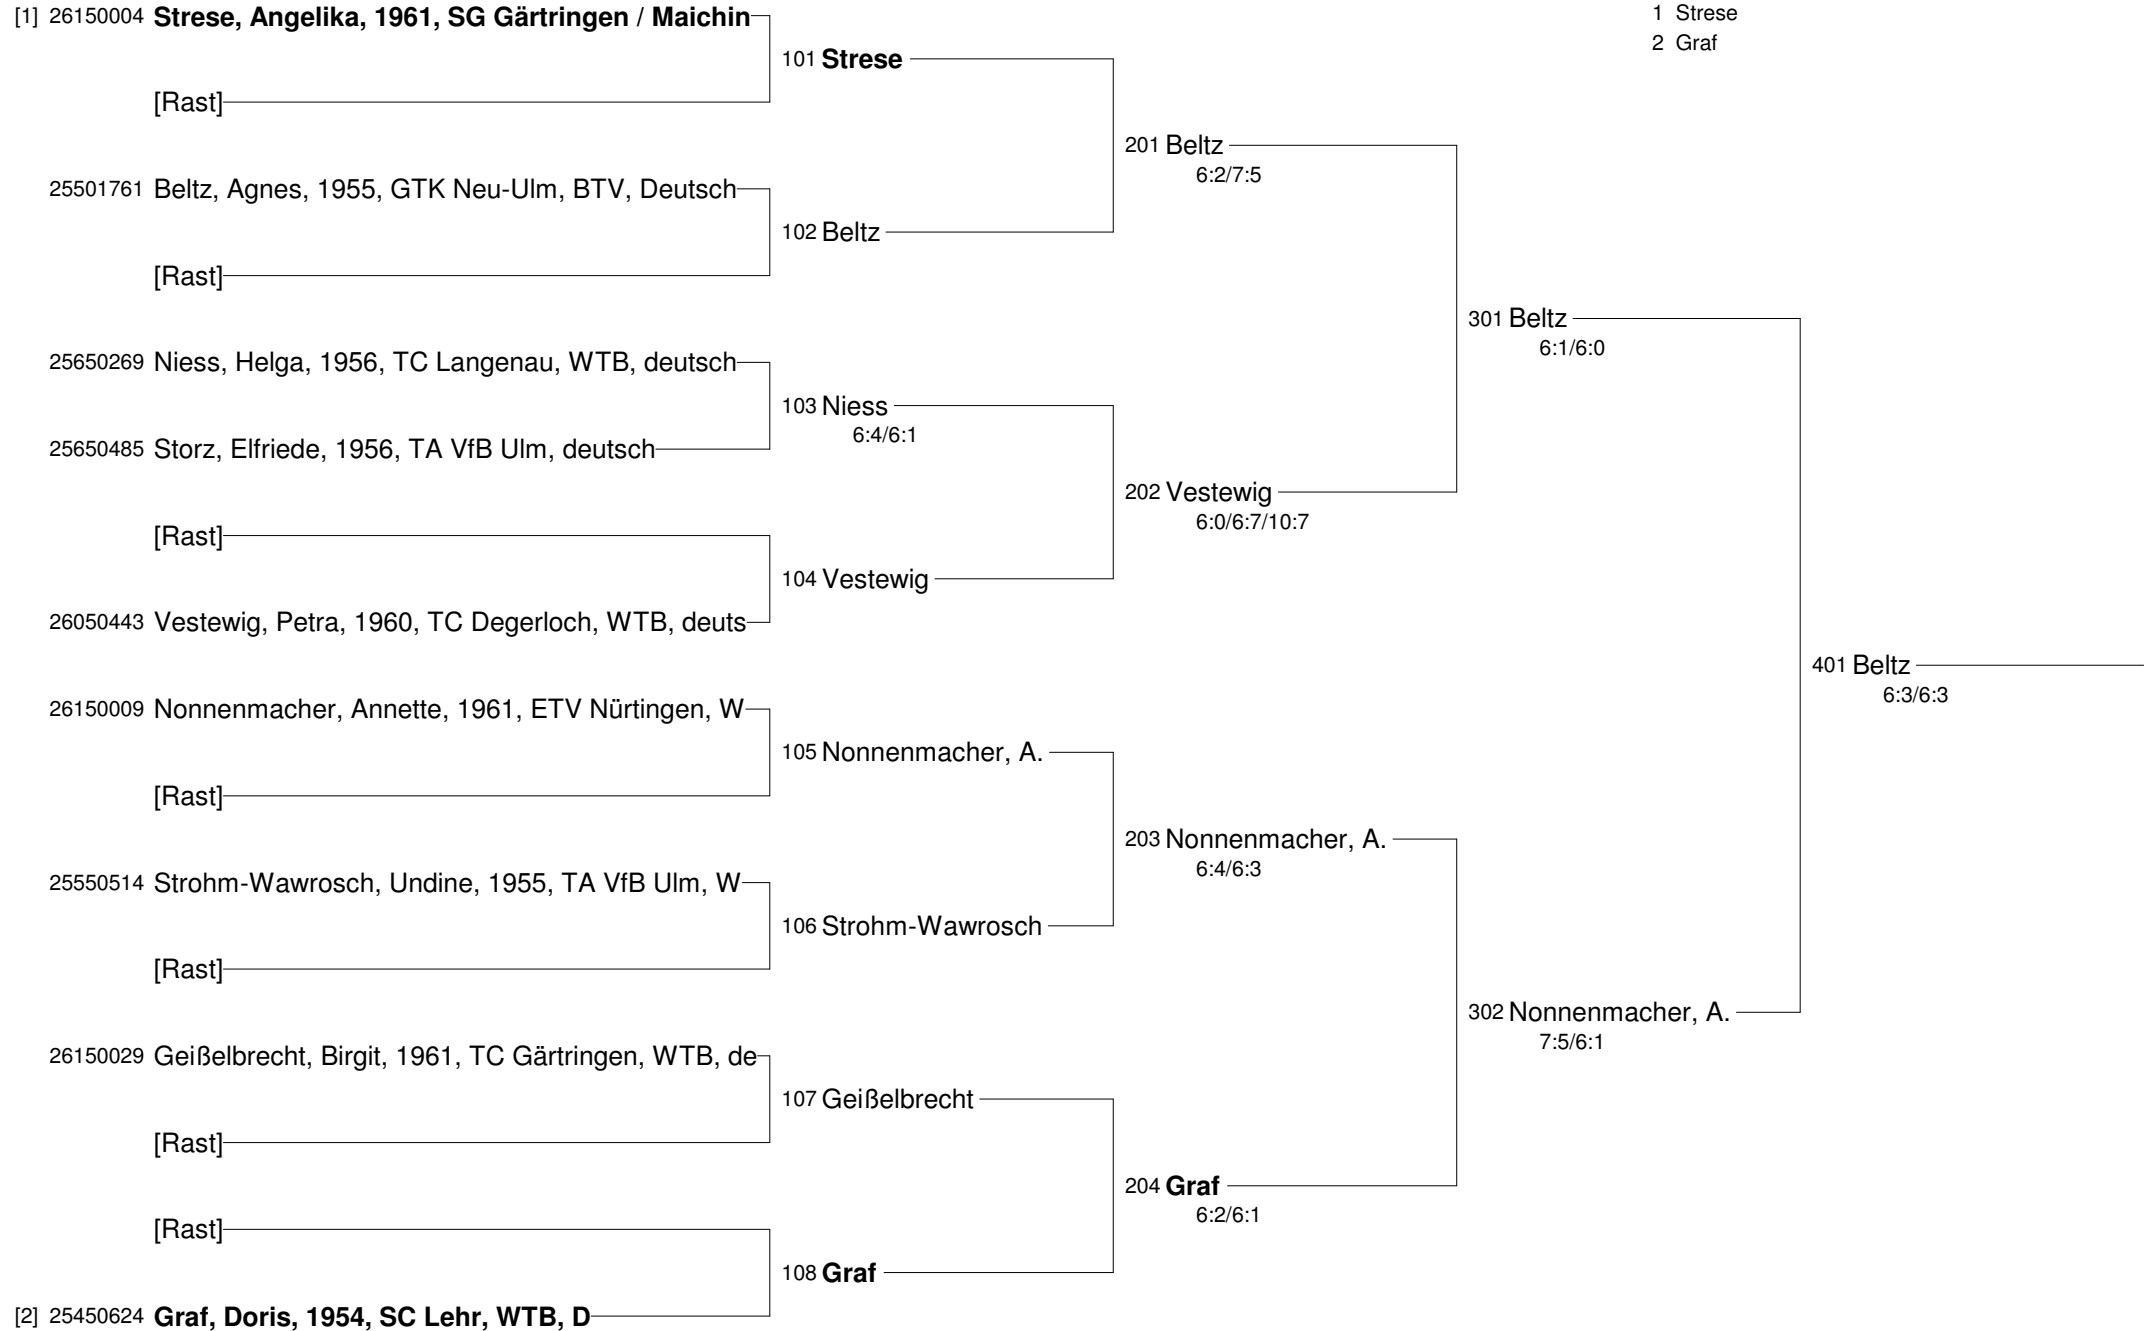 [1] 26150004 Strese, Angelika, 1961, SG Gärtringen / Maichin
1 Strese
2 Graf
101 Strese
[Rast]
201 Beltz
6:2/7:5
25501761 Beltz, Agnes, 1955, GTK Neu-Ulm, BTV, Deutsch
102 Beltz
[Rast]
301 Beltz
6:1/6:0
25650269 Niess, Helga, 1956, TC Langenau, WTB, deutsch
103 Niess
6:4/6:1
25650485 Storz, Elfriede, 1956, TA VfB Ulm, deutsch
202 Vestewig
6:0/6:7/10:7
[Rast]
104 Vestewig
26050443 Vestewig, Petra, 1960, TC Degerloch, WTB, deuts
401 Beltz
6:3/6:3
26150009 Nonnenmacher, Annette, 1961, ETV Nürtingen, W
105 Nonnenmacher, A.
[Rast]
203 Nonnenmacher, A.
6:4/6:3
25550514 Strohm-Wawrosch, Undine, 1955, TA VfB Ulm, W
106 Strohm-Wawrosch
[Rast]
302 Nonnenmacher, A.
7:5/6:1
26150029 Geißelbrecht, Birgit, 1961, TC Gärtringen, WTB, de
107 Geißelbrecht
[Rast]
204 Graf
6:2/6:1
[Rast]
108 Graf
[2] 25450624 Graf, Doris, 1954, SC Lehr, WTB, D